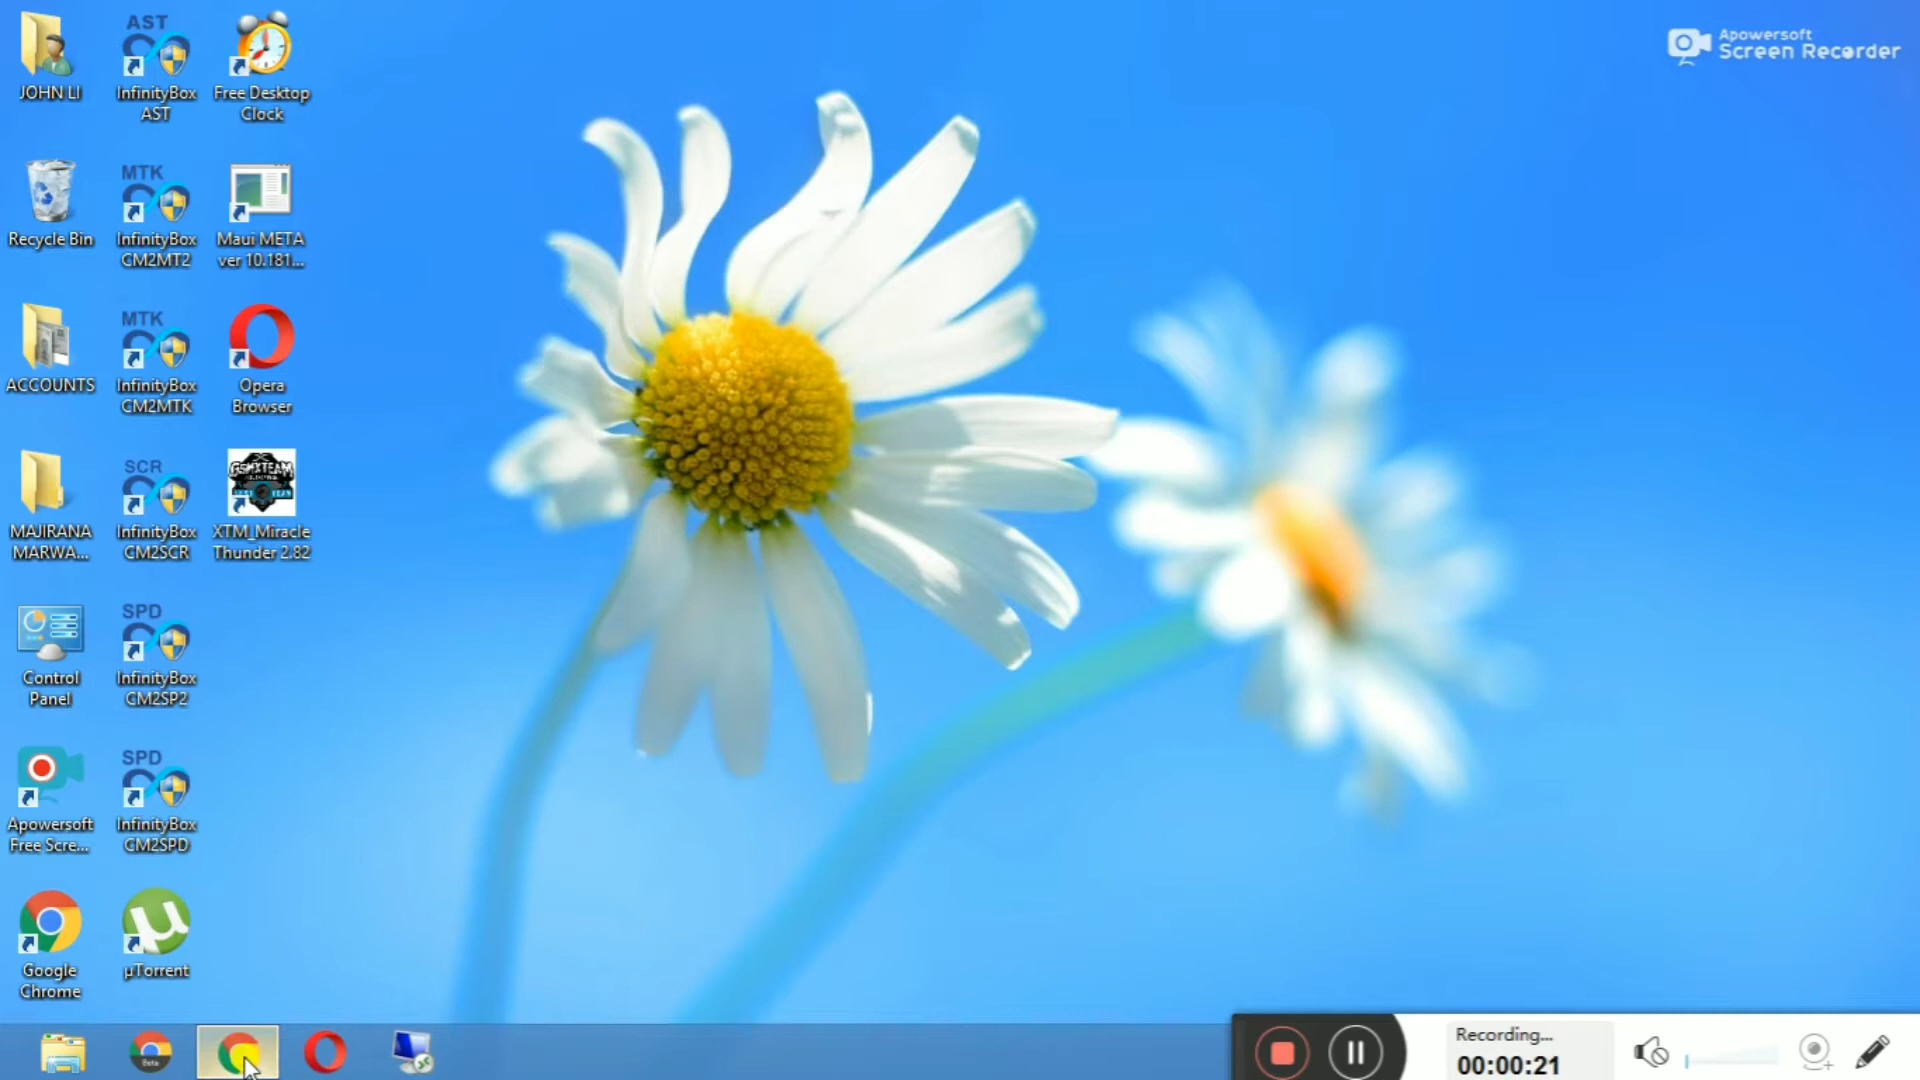 JOHN LI
Recycle Bin
ACCOUNTS
MAJIRANA
MARWA...
Control
Panel
Apowersoft
Free Scre...
Google
Chrome
AST
InfinityBox
AST
MTK
InfinityBox
CM2MT2
MTK
InfinityBox
CM2MTK
SCR
InfinityBox
CM2SCR
SPD
InfinityBox
CM2SP2
SPD
InfinityBox
CM2SPD
µTorrent
Free Desktop
Clock
Maui META
ver 10.181...
Opera
Browser
GSMXTEAM
XTM_Miracle
Thunder 2.82
Apowersoft
Screen Recorder
Beta
Recording...
00:00:21